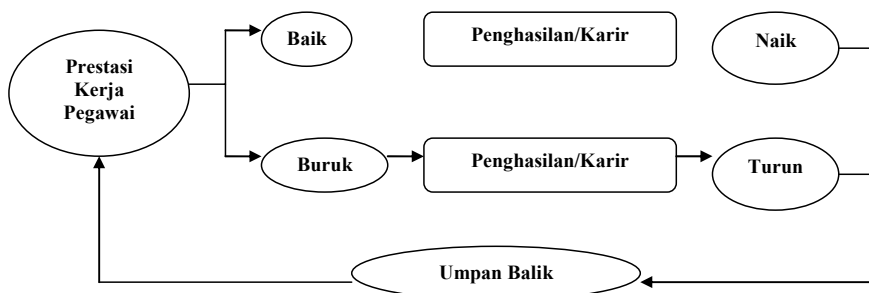 Baik
Penghasilan/Karir
Naik
Prestasi
Kerja
Pegawai
Buruk
Penghasilan/Karir
Turun
Umpan Balik